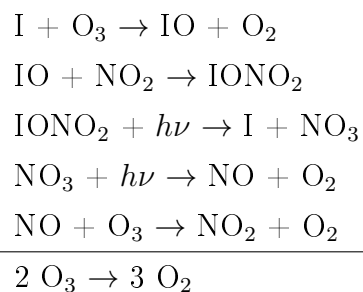 I + O₃ → IO + O₂
IO + NO₂ → IONO₂
IONO₂ + hν → I + NO₃
NO₃ + hν → NO + O₂
NO + O₃ → NO₂ + O₂
2 O₃ → 3 O₂